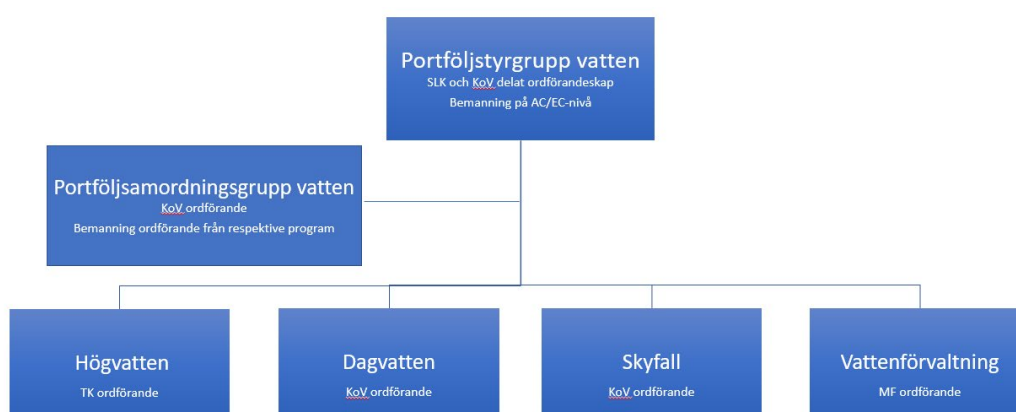 Portföljstyrgrupp vatten
SLK och KoV delat ordförandeskap
Bemanning på AC/EC-nivå
Portföljsamordningsgrupp vatten
KoV ordförande
Bemanning ordförande från respektive program
Högvatten
TK ordförande
Dagvatten
KoV ordförande
Skyfall
KoV ordförande
Vattenförvaltning
MF ordförande